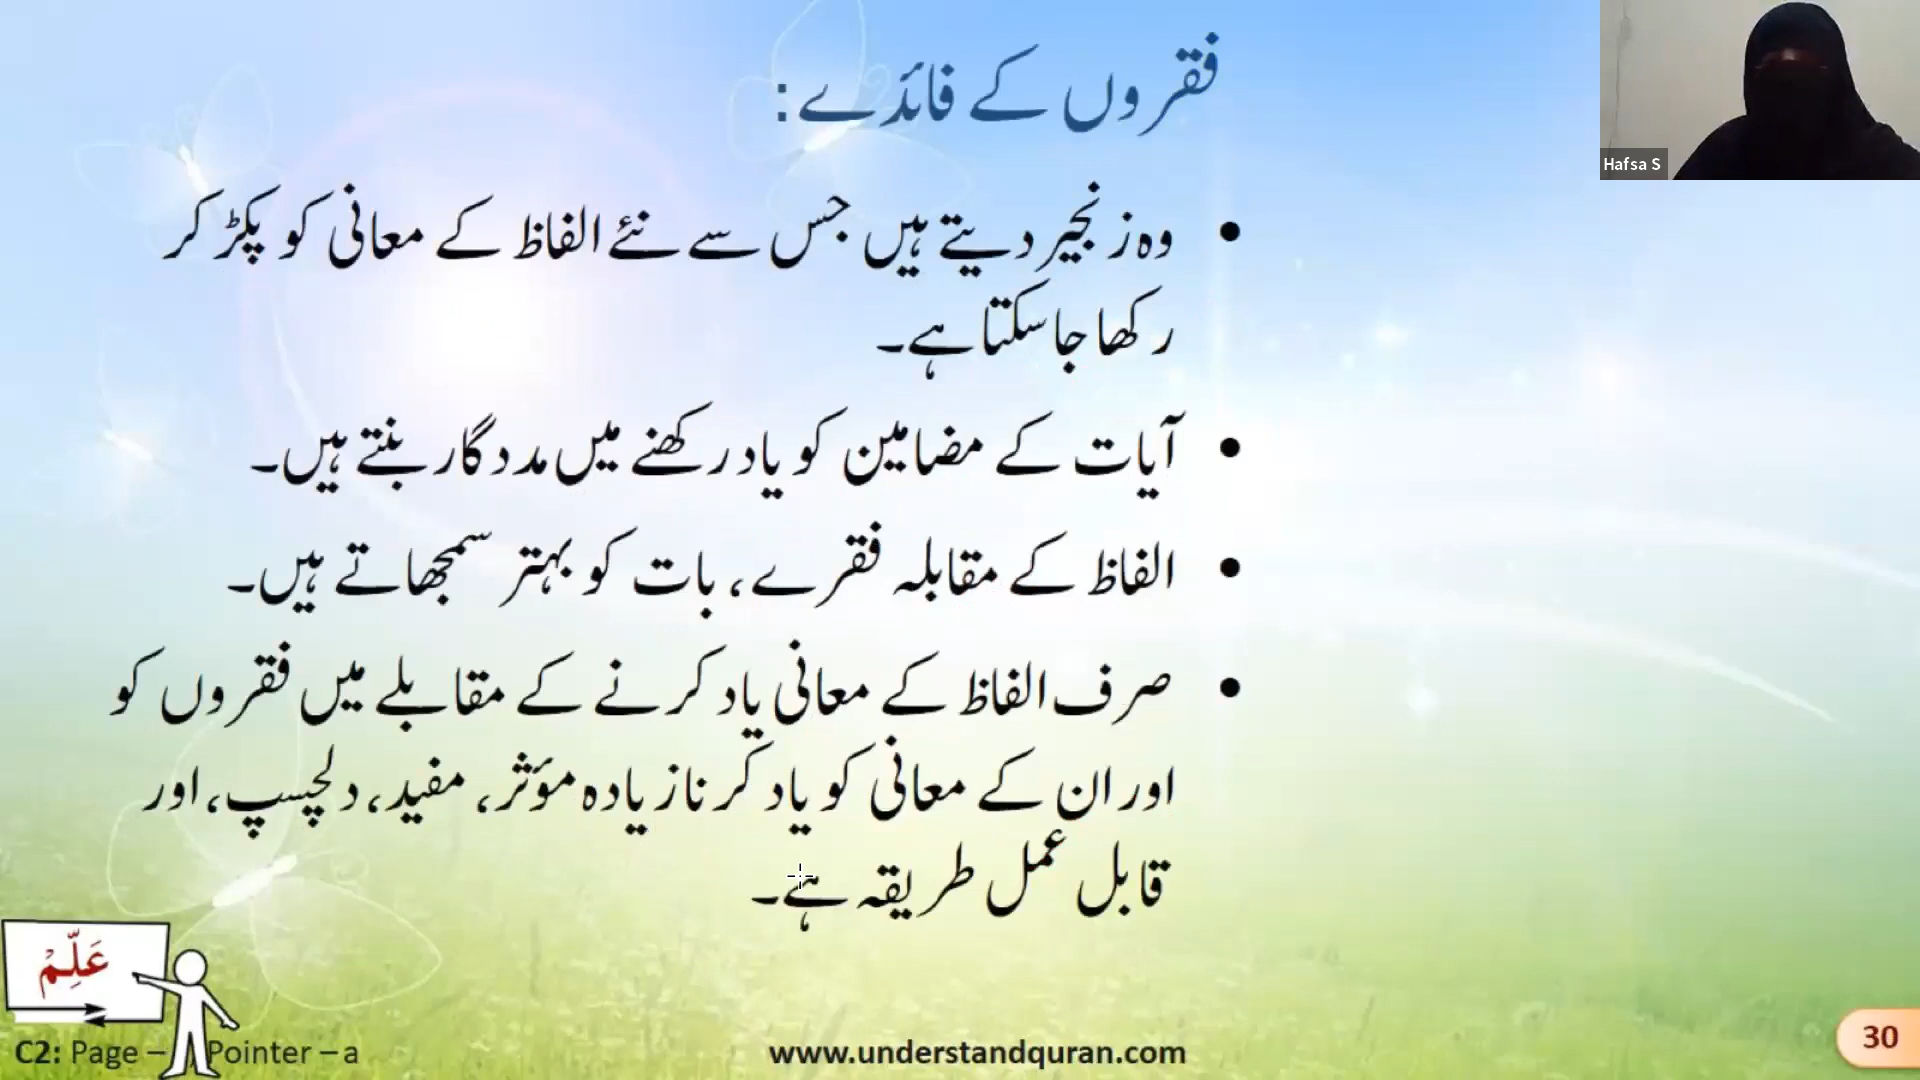 فقروں کے فائدے:
وہ زنجیر دیتے ہیں جس سے نئے الفاظ کے معانی کو پکڑ کر
رکھا جا سکتا ہے۔
آیات کے مضامین کو یاد رکھنے میں مدد گار بنتے ہیں۔
الفاظ کے مقابلہ فقرے، بات کو بہتر سمجھاتے ہیں۔
صرف الفاظ کے معانی یاد کرنے کے مقابلے میں فقروں کو
اور ان کے معانی کو یاد کرنا زیادہ مؤثر، مفید، دلچسپ، اور
قابل عمل طریقہ ہے۔
Hafsa S
عَلِّمْ
C2: Page – Pointer – a
www.understandquran.com
30